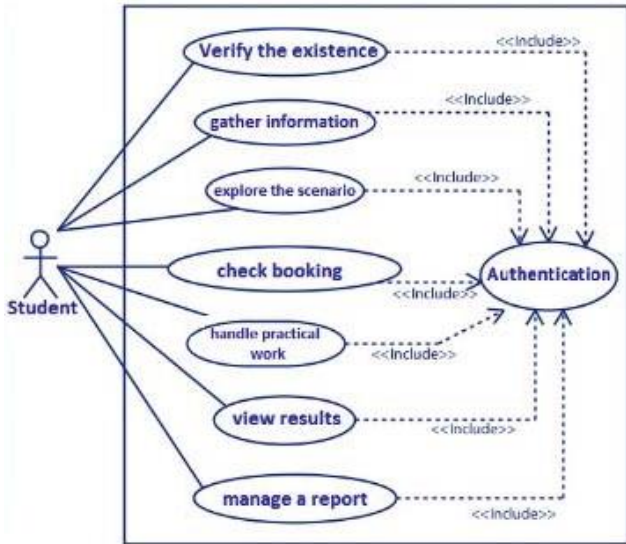 Verify the existence
<<Include>>
gather information
<<Include>>
explore the scenario
<<Include>>
check booking
<<Include>>
Authentication
Student
handle practical
work
<<Include>>
view results
<<Include>>
manage a report
<<Include>>